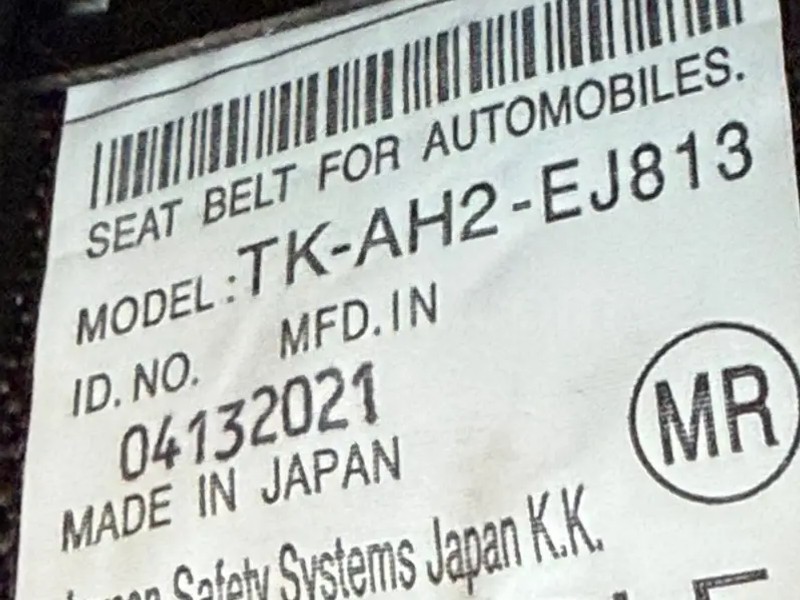 SEAT BELT FOR AUTOMOBILES.
MODEL:TK-AH2-EJ813
ID.NO. MFD.IN
04132021
MR
MADE IN JAPAN
Safety Systems Japan K.K.